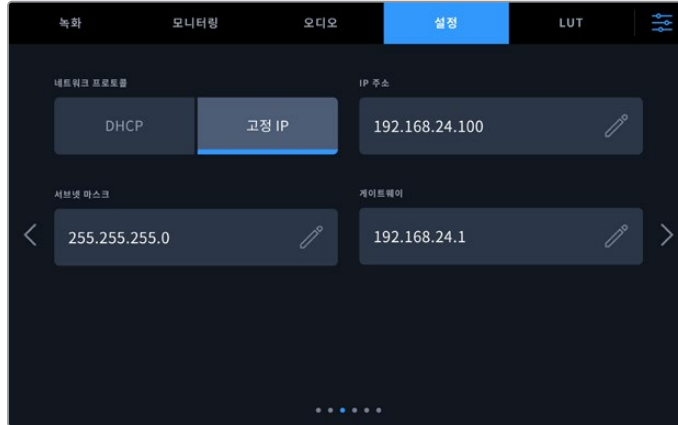 녹화 모니터링 오디오 설정 LUT
네트워크 프로토콜 IP 주소
DHCP 고정 IP 192.168.24.100
서브넷 마스크 게이트웨이
255.255.255.0 192.168.24.1